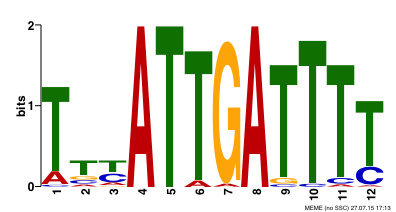 2
bits
1
0
T T T A T T G A T T T T
A C C A A G C C C
C A A C A A
1 2 3 4 5 6 7 8 9 10 11 12
MEME (no SSC) 27.07.15 17:13